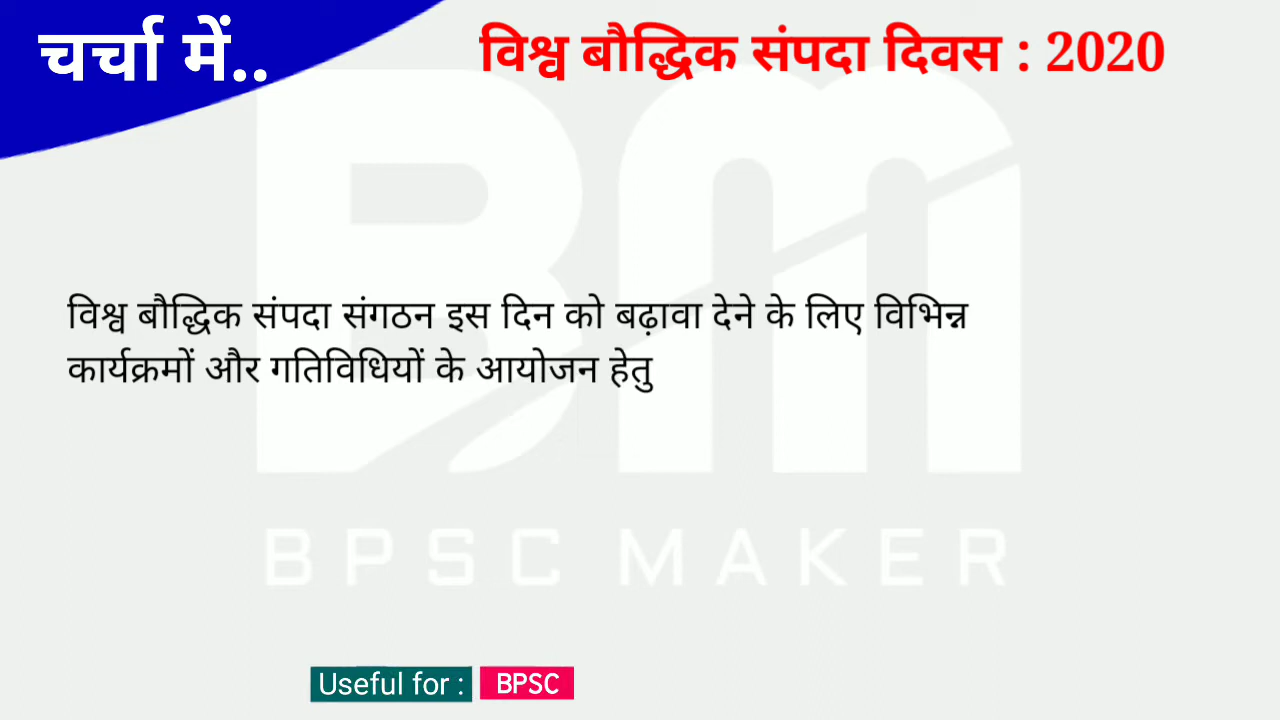 चर्चा में..
विश्व बौद्धिक संपदा दिवस : 2020
विश्व बौद्धिक संपदा संगठन इस दिन को बढ़ावा देने के लिए विभिन्न
कार्यक्रमों और गतिविधियों के आयोजन हेतु
BM
BPSC MAKER
Useful for : BPSC